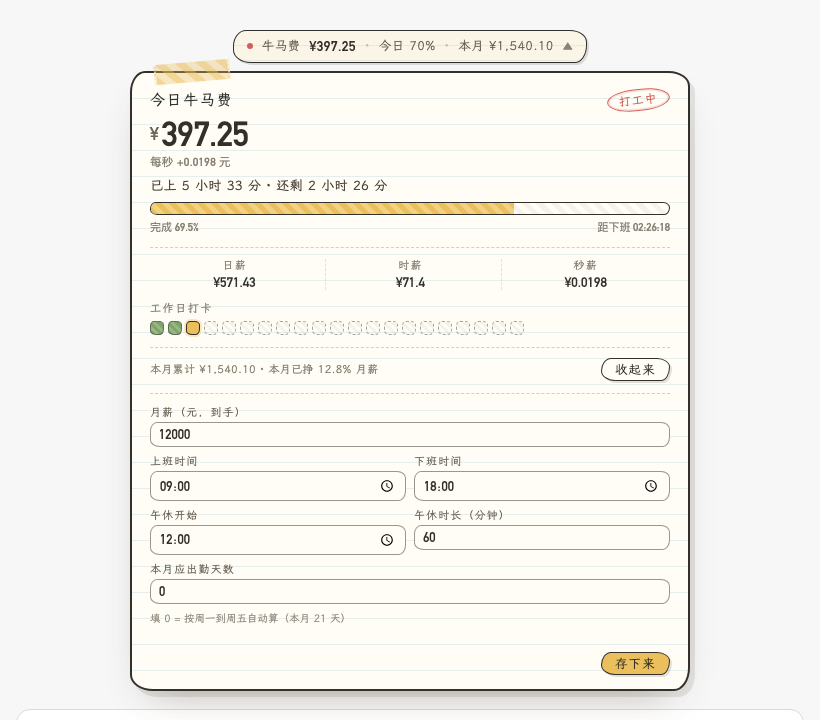 牛马费 ¥397.25 · 今日 70% · 本月 ¥1,540.10 ▲
今日牛马费
打工中
¥397.25
每秒 +0.0198 元
已上 5 小时 33 分 · 还剩 2 小时 26 分
完成 69.5%
距下班 02:26:18
日薪 时薪 秒薪
¥571.43 ¥71.4 ¥0.0198
工作日打卡
本月累计 ¥1,540.10 · 本月已挣 12.8% 月薪
收起来
月薪（元，到手）
12000
上班时间 下班时间
09:00 18:00
午休开始 午休时长（分钟）
12:00 60
本月应出勤天数
0
填 0 = 按周一到周五自动算（本月 21 天）
存下来